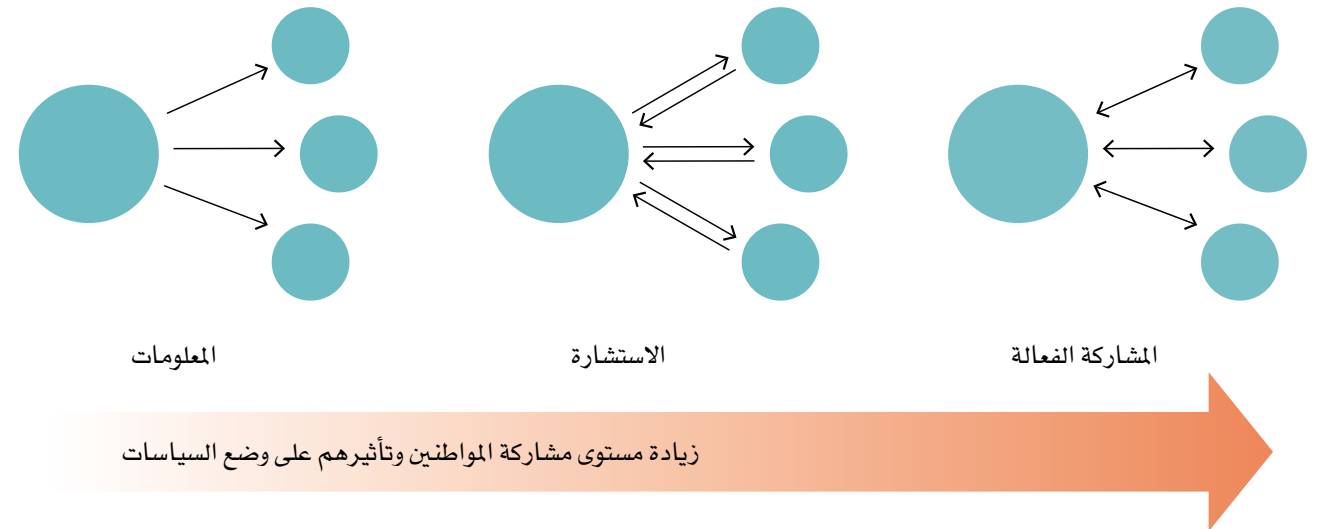 المعلومات
الاستشارة
المشاركة الفعالة
زيادة مستوى مشاركة المواطنين وتأثيرهم على وضع السياسات